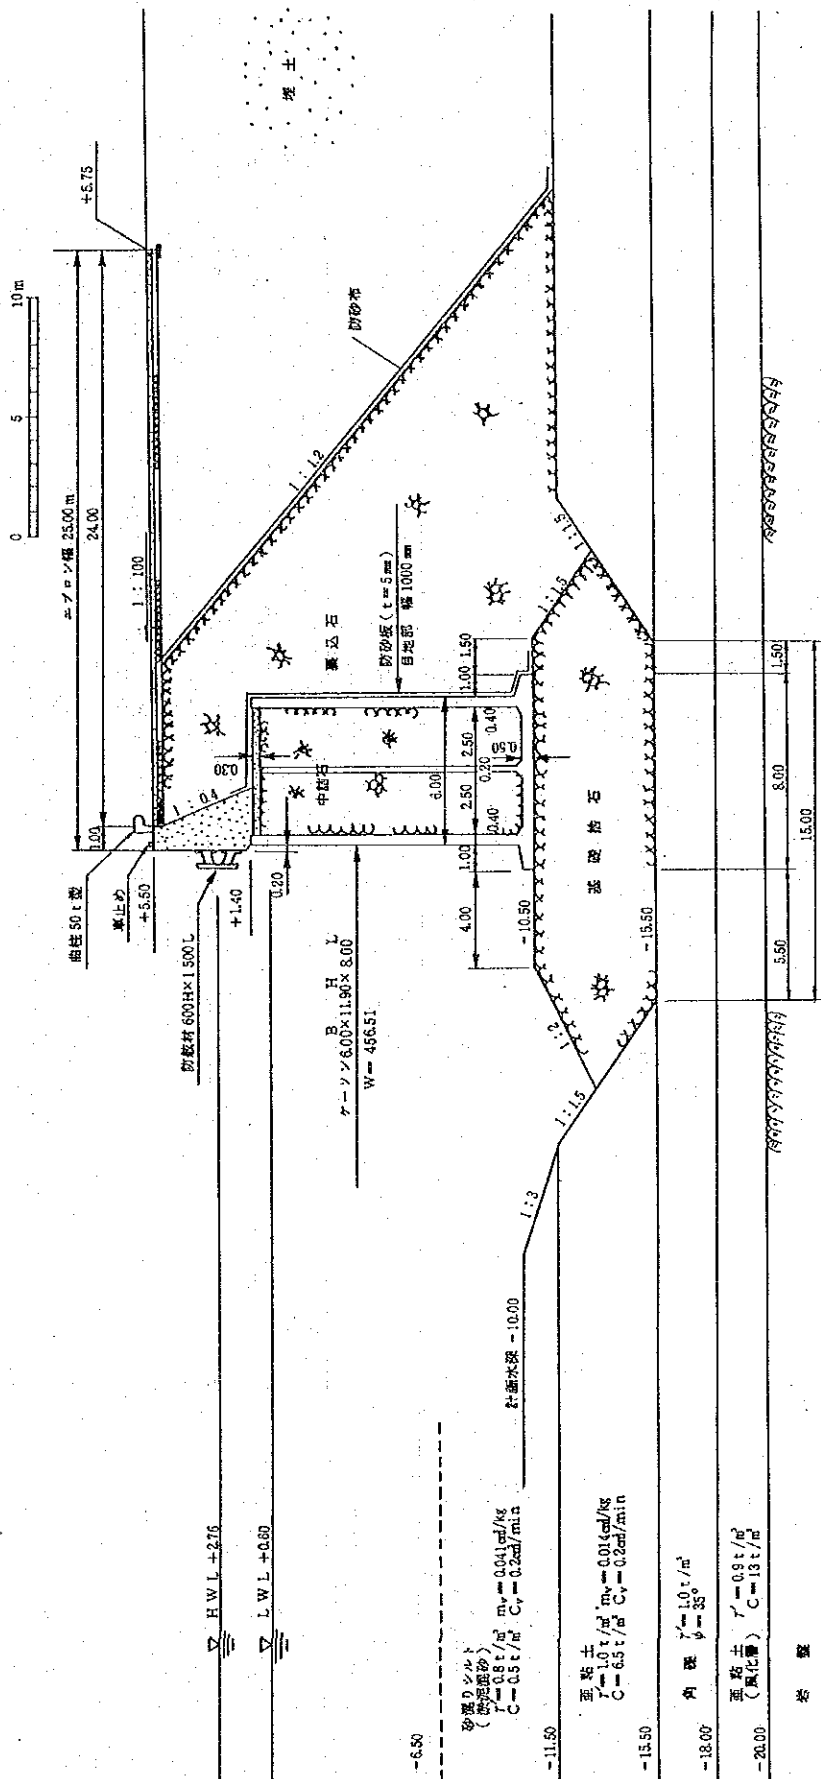 0 5 10m
エプロン幅 25.00m
24.00
1.00
+5.75
1:100
曲柱 50t型
車止め
+5.50
防舷材 600H×1500L
+1.40
0.20
0.30
1:0.4
1:1.2
埋土
防砂布
裏込石
防砂板(t=5mm)
目地部 幅1000mm
中詰石
B H L
ケーソン 6.00×11.90×8.00
W=456.51
6.00
2.50 2.50
0.40 0.20 0.40
0.50
4.00 1.00 1.00 1.50
-10.50
基礎捨石
-15.50
1:2
1:1.5
1:1.5
1:1.5
1:3
5.50 8.00 1.50
15.00
計画水深 -10.00
HWL +2.76
LWL +0.60
-6.50
砂混りシルト
γ'=0.8t/m³ mv=0.041cm²/kg
C=0.5t/m² Cv=0.2cm²/min
-11.50
亜粘土
γ'=1.0t/m³ mv=0.014cm²/kg
C=6.5t/m² Cv=0.2cm²/min
-15.50
角礫 γ'=1.0t/m³
φ=35°
-18.00
亜粘土 γ'=0.9t/m³
(風化層) C=13t/m²
-20.00
岩盤